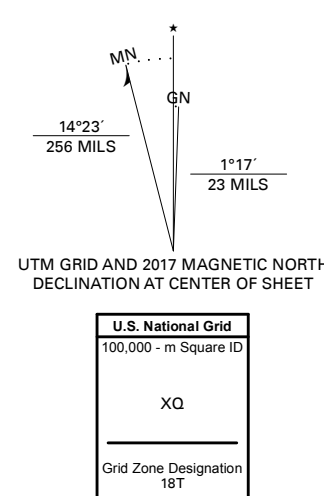 ★
MN
GN
14°23´
256 MILS
1°17´
23 MILS
UTM GRID AND 2017 MAGNETIC NORTH
DECLINATION AT CENTER OF SHEET
U.S. National Grid
100,000 - m Square ID
XQ
Grid Zone Designation
18T